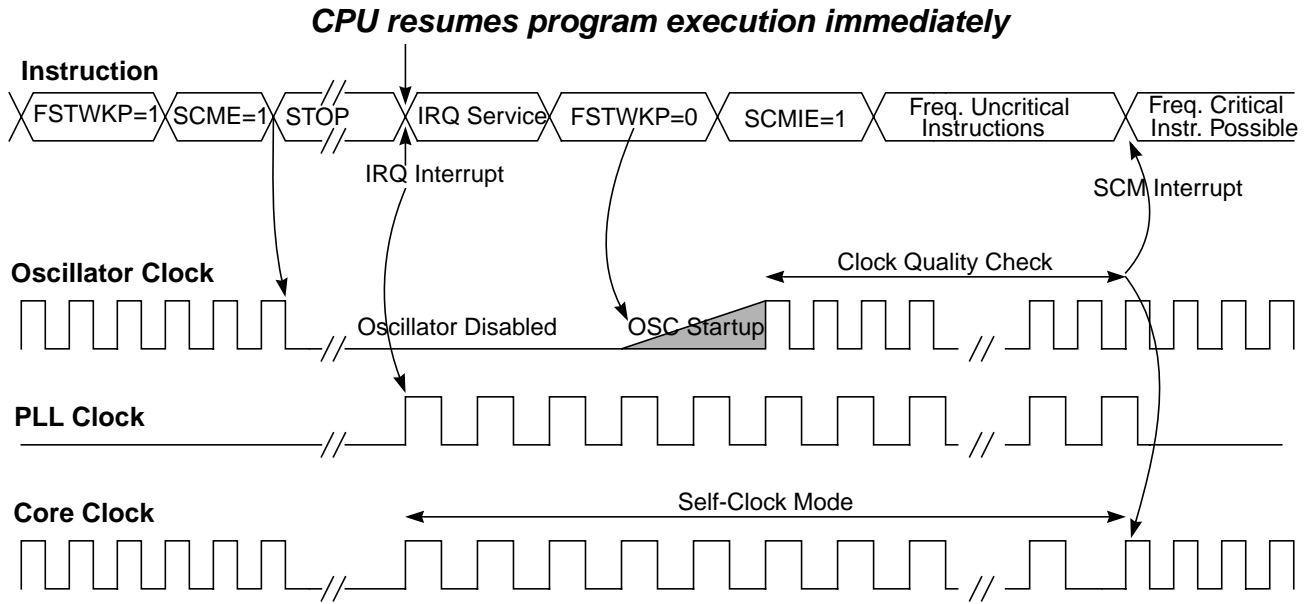 CPU resumes program execution immediately
Instruction
FSTWKP=1
SCME=1
STOP
IRQ Service
FSTWKP=0
SCMIE=1
Freq. Uncritical
Instructions
Freq. Critical
Instr. Possible
IRQ Interrupt
SCM Interrupt
Oscillator Clock
Clock Quality Check
Oscillator Disabled
OSC Startup
PLL Clock
Core Clock
Self-Clock Mode